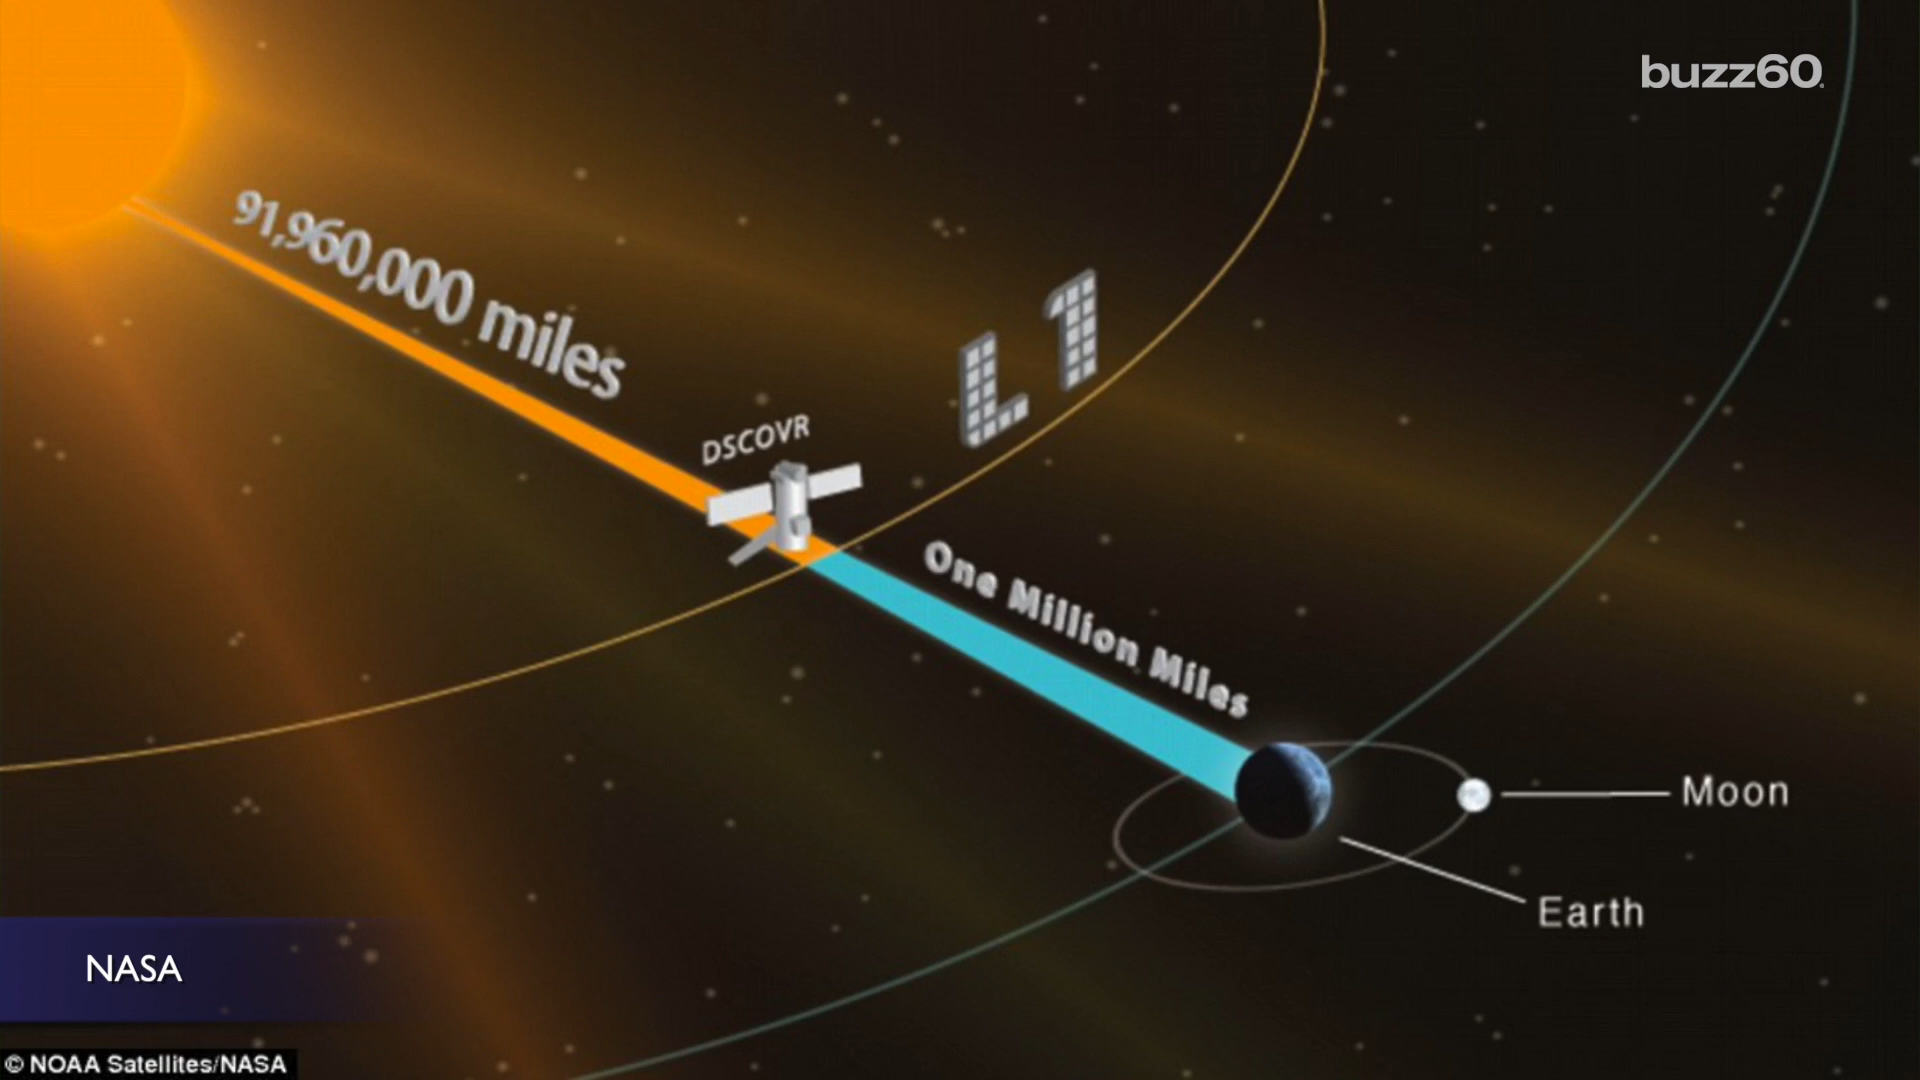 buzz60
91,960,000 miles
L1
DSCOVR
One Million Miles
Moon
Earth
NASA
© NOAA Satellites/NASA